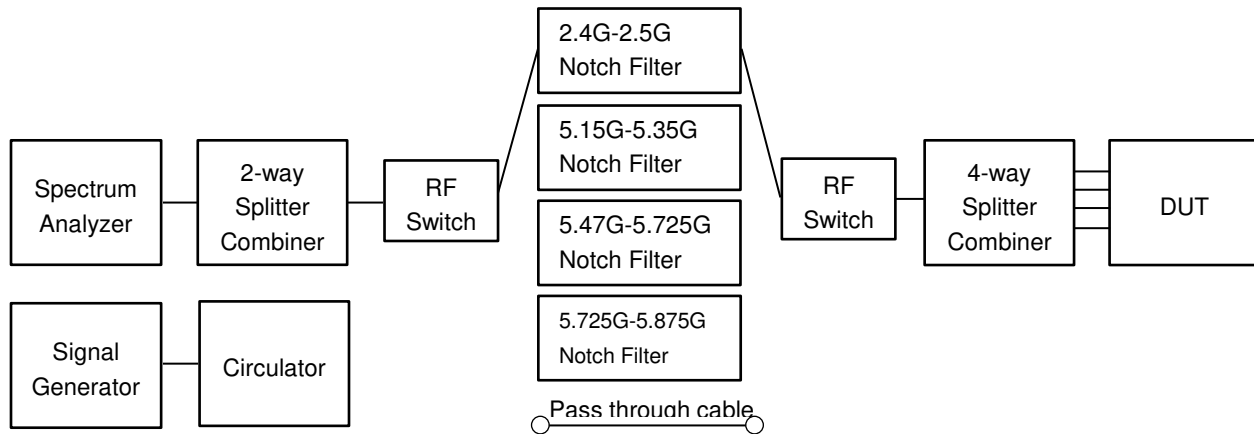 2.4G-2.5G
Notch Filter
5.15G-5.35G
Notch Filter
5.47G-5.725G
Notch Filter
5.725G-5.875G
Notch Filter
Pass through cable
Spectrum
Analyzer
2-way
Splitter
Combiner
RF
Switch
RF
Switch
4-way
Splitter
Combiner
DUT
Signal
Generator
Circulator